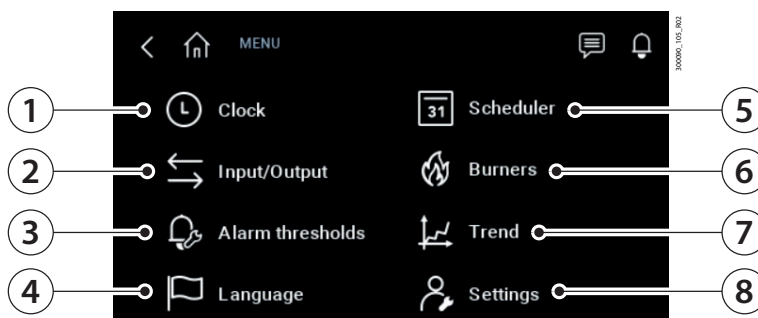 MENU
300090_105_R02
1 Clock Scheduler 5
31
2 Input/Output Burners 6
3 Alarm thresholds Trend 7
4 Language Settings 8